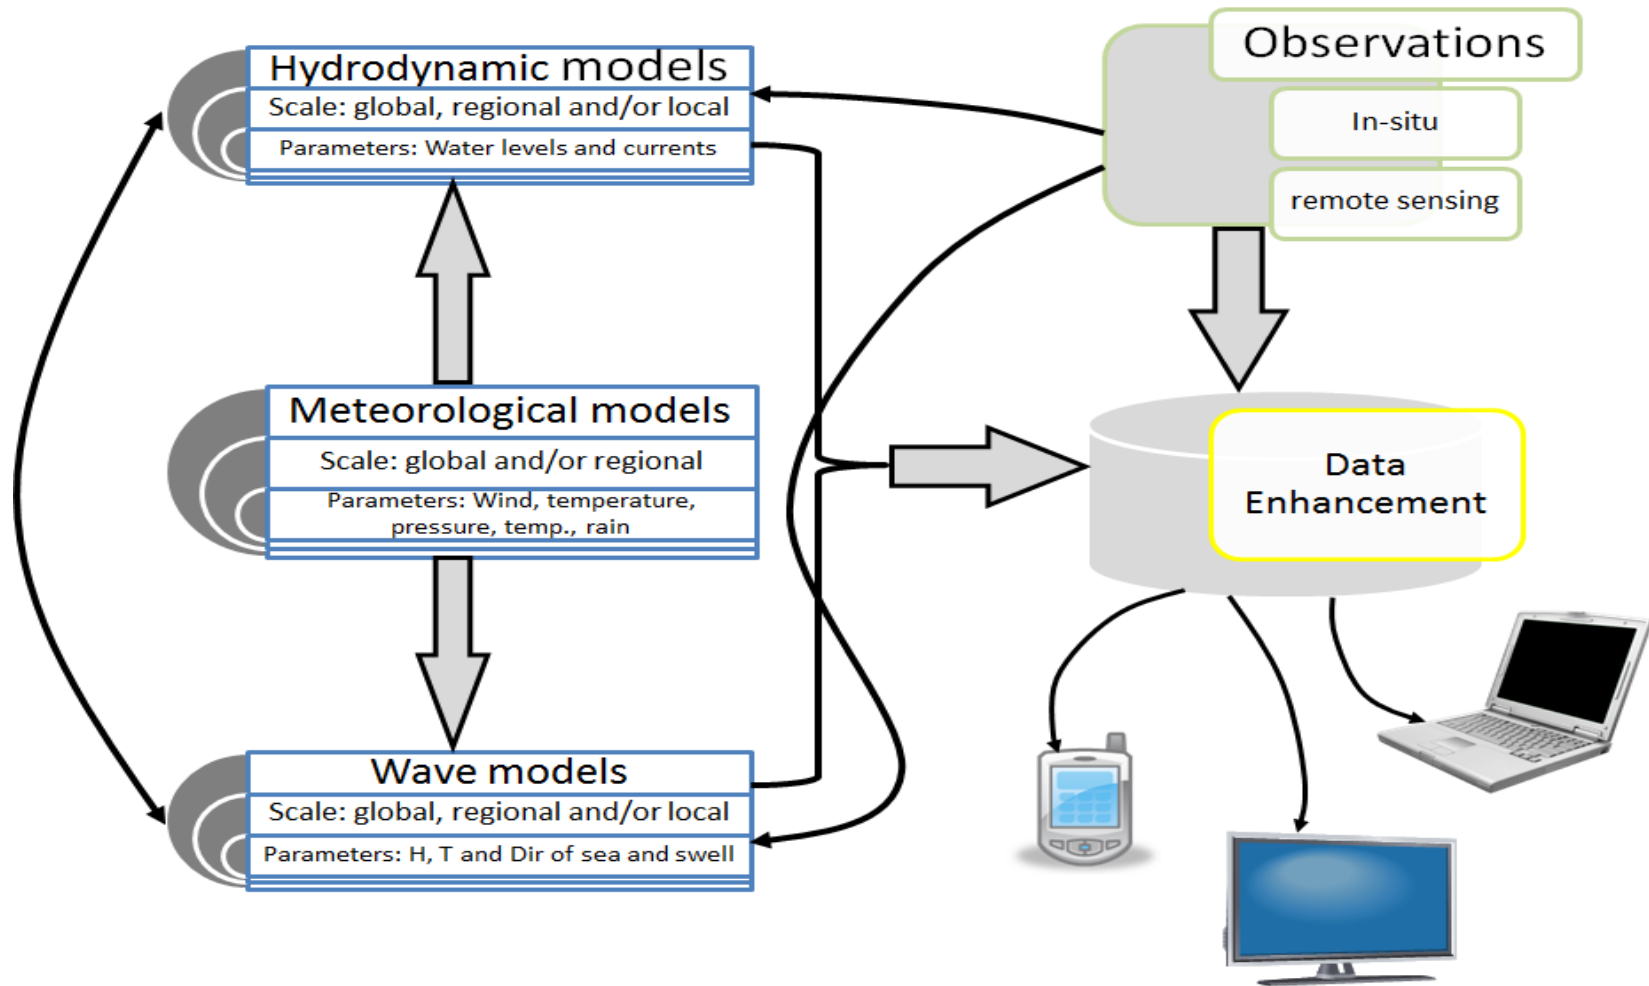 Hydrodynamic models
Scale: global, regional and/or local
Parameters: Water levels and currents
Meteorological models
Scale: global and/or regional
Parameters: Wind, temperature,
pressure, temp., rain
Wave models
Scale: global, regional and/or local
Parameters: H, T and Dir of sea and swell
Observations
In-situ
remote sensing
Data
Enhancement